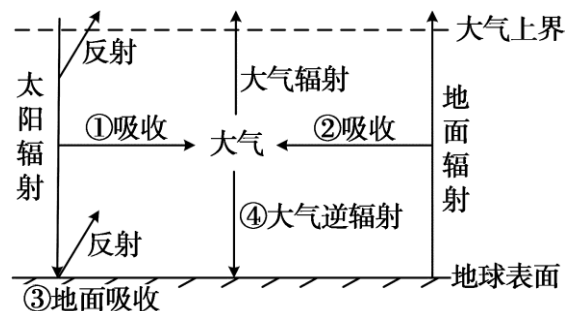 大气上界
反射
太阳辐射
大气辐射
地面辐射
①吸收
大气
②吸收
④大气逆辐射
反射
地球表面
③地面吸收